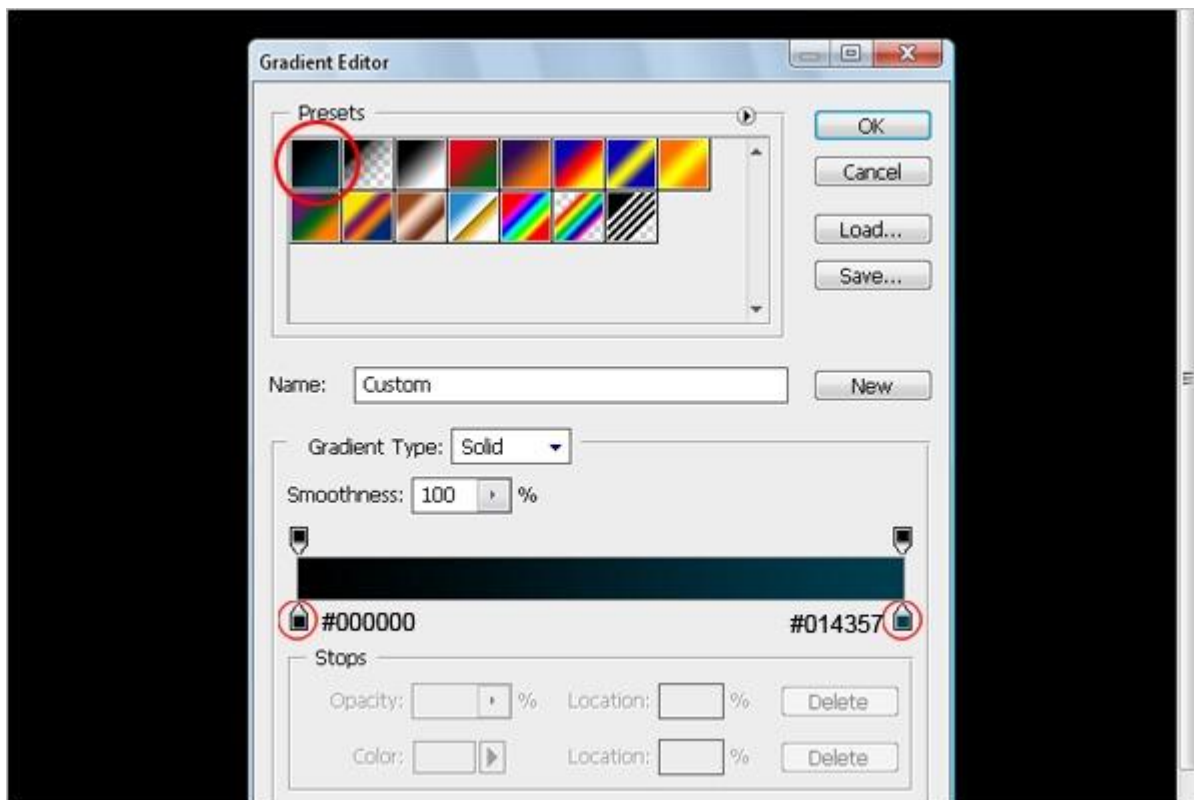 Gradient Editor
Presets
OK
Cancel
Load...
Save...
Name: Custom New
Gradient Type: Solid
Smoothness: 100 %
#000000 #014357
Stops
Opacity: % Location: % Delete
Color: Location: % Delete